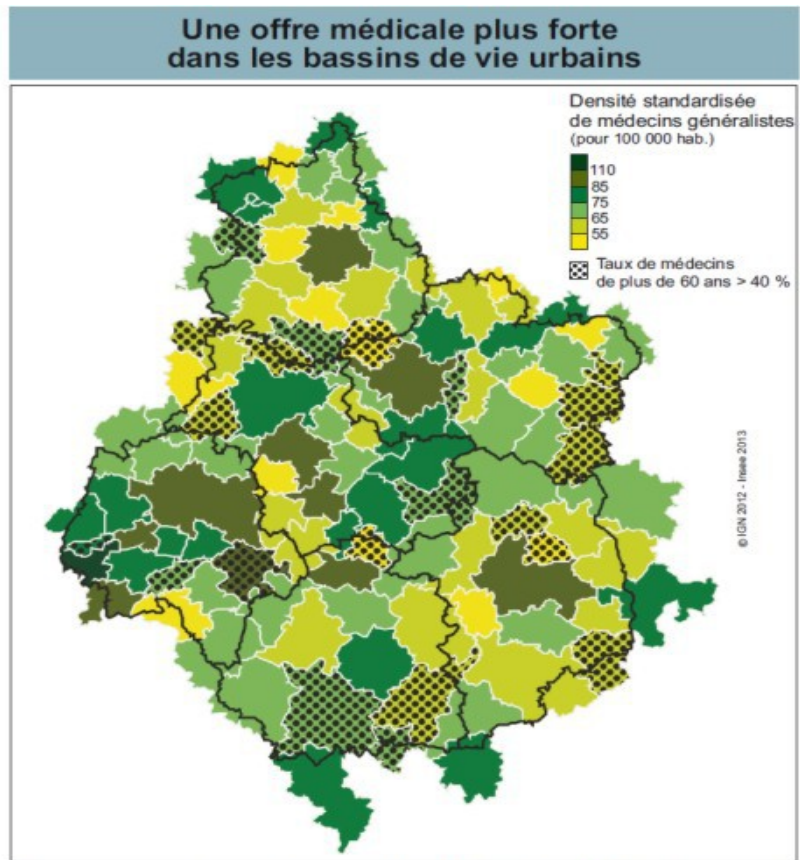 Une offre médicale plus forte
dans les bassins de vie urbains
Densité standardisée
de médecins généralistes
(pour 100 000 hab.)
110
85
75
65
55
Taux de médecins
de plus de 60 ans > 40 %
© IGN 2012 - Insee 2013